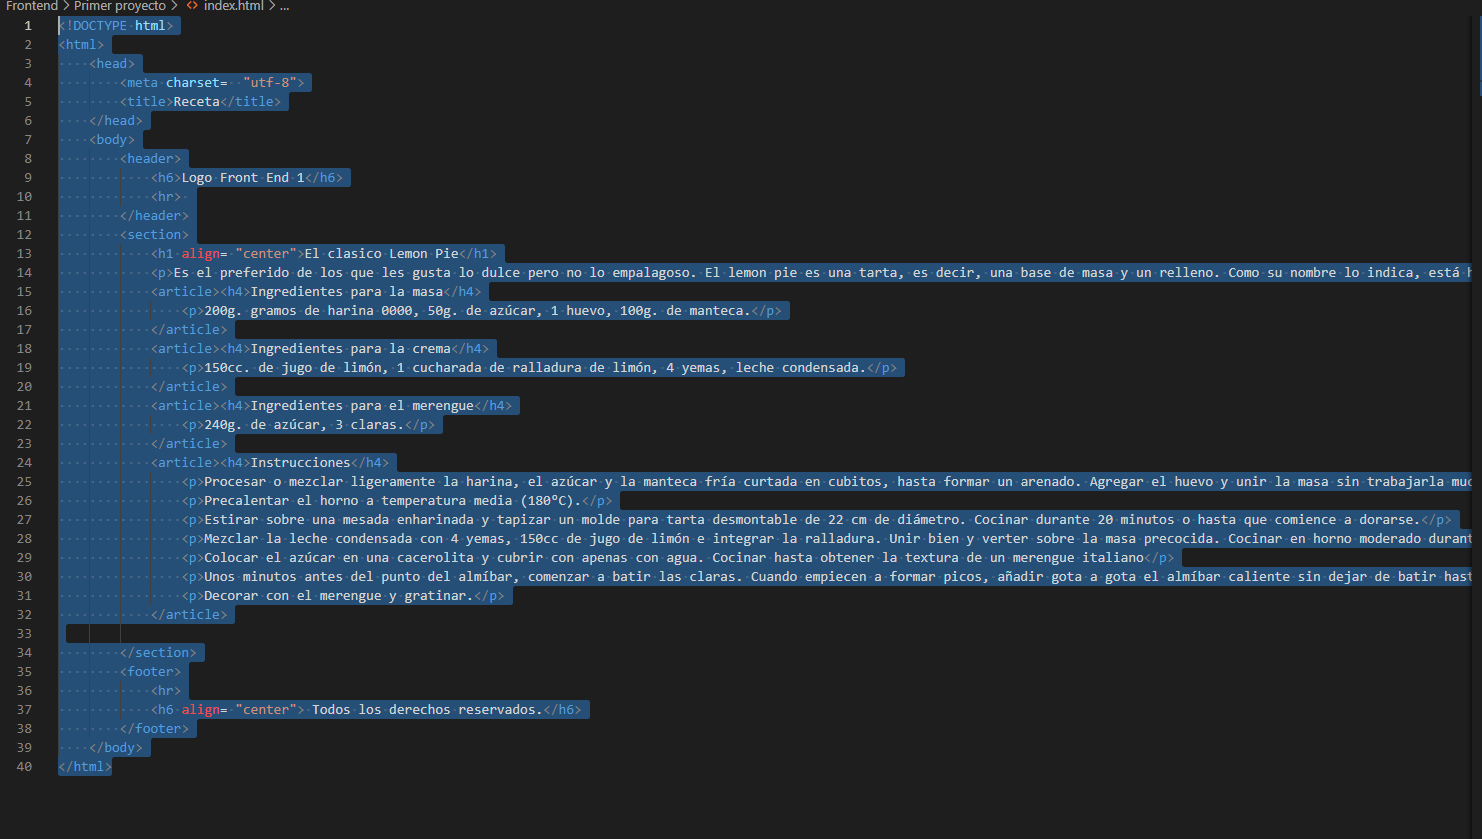 Frontend > Primer proyecto > <> index.html > ...
1 <!DOCTYPE html>
2 <html>
3     <head>
4         <meta charset=  "utf-8">
5         <title>Receta</title>
6     </head>
7     <body>
8         <header>
9             <h6>Logo Front End 1</h6>
10             <hr>
11         </header>
12         <section>
13             <h1 align= "center">El clasico Lemon Pie</h1>
14             <p>Es el preferido de los que les gusta lo dulce pero no lo empalagoso. El lemon pie es una tarta, es decir, una base de masa y un relleno. Como su nombre lo indica, está
15             <article><h4>Ingredientes para la masa</h4>
16                 <p>200g. gramos de harina 0000, 50g. de azúcar, 1 huevo, 100g. de manteca.</p>
17             </article>
18             <article><h4>Ingredientes para la crema</h4>
19                 <p>150cc. de jugo de limón, 1 cucharada de ralladura de limón, 4 yemas, leche condensada.</p>
20             </article>
21             <article><h4>Ingredientes para el merengue</h4>
22                 <p>240g. de azúcar, 3 claras.</p>
23             </article>
24             <article><h4>Instrucciones</h4>
25                 <p>Procesar o mezclar ligeramente la harina, el azúcar y la manteca fría curtada en cubitos, hasta formar un arenado. Agregar el huevo y unir la masa sin trabajarla
26                 <p>Precalentar el horno a temperatura media (180ºC).</p>
27                 <p>Estirar sobre una mesada enharinada y tapizar un molde para tarta desmontable de 22 cm de diámetro. Cocinar durante 20 minutos o hasta que comience a dorarse.</p>
28                 <p>Mezclar la leche condensada con 4 yemas, 150cc de jugo de limón e integrar la ralladura. Unir bien y verter sobre la masa precocida. Cocinar en horno moderado
29                 <p>Colocar el azúcar en una cacerolita y cubrir con apenas con agua. Cocinar hasta obtener la textura de un merengue italiano</p>
30                 <p>Unos minutos antes del punto del almíbar, comenzar a batir las claras. Cuando empiecen a formar picos, añadir gota a gota el almíbar caliente sin dejar de batir
31                 <p>Decorar con el merengue y gratinar.</p>
32             </article>
33
34         </section>
35         <footer>
36             <hr>
37             <h6 align= "center"> Todos los derechos reservados.</h6>
38         </footer>
39     </body>
40 </html>